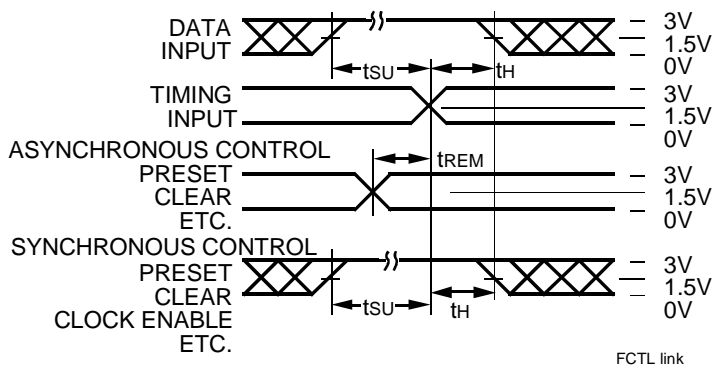 DATA
INPUT
3V
1.5V
0V
tSU
tH
TIMING
INPUT
3V
1.5V
0V
ASYNCHRONOUS CONTROL
tREM
PRESET
CLEAR
ETC.
3V
1.5V
0V
SYNCHRONOUS CONTROL
PRESET
CLEAR
CLOCK ENABLE
ETC.
3V
1.5V
0V
tSU
tH
FCTL link